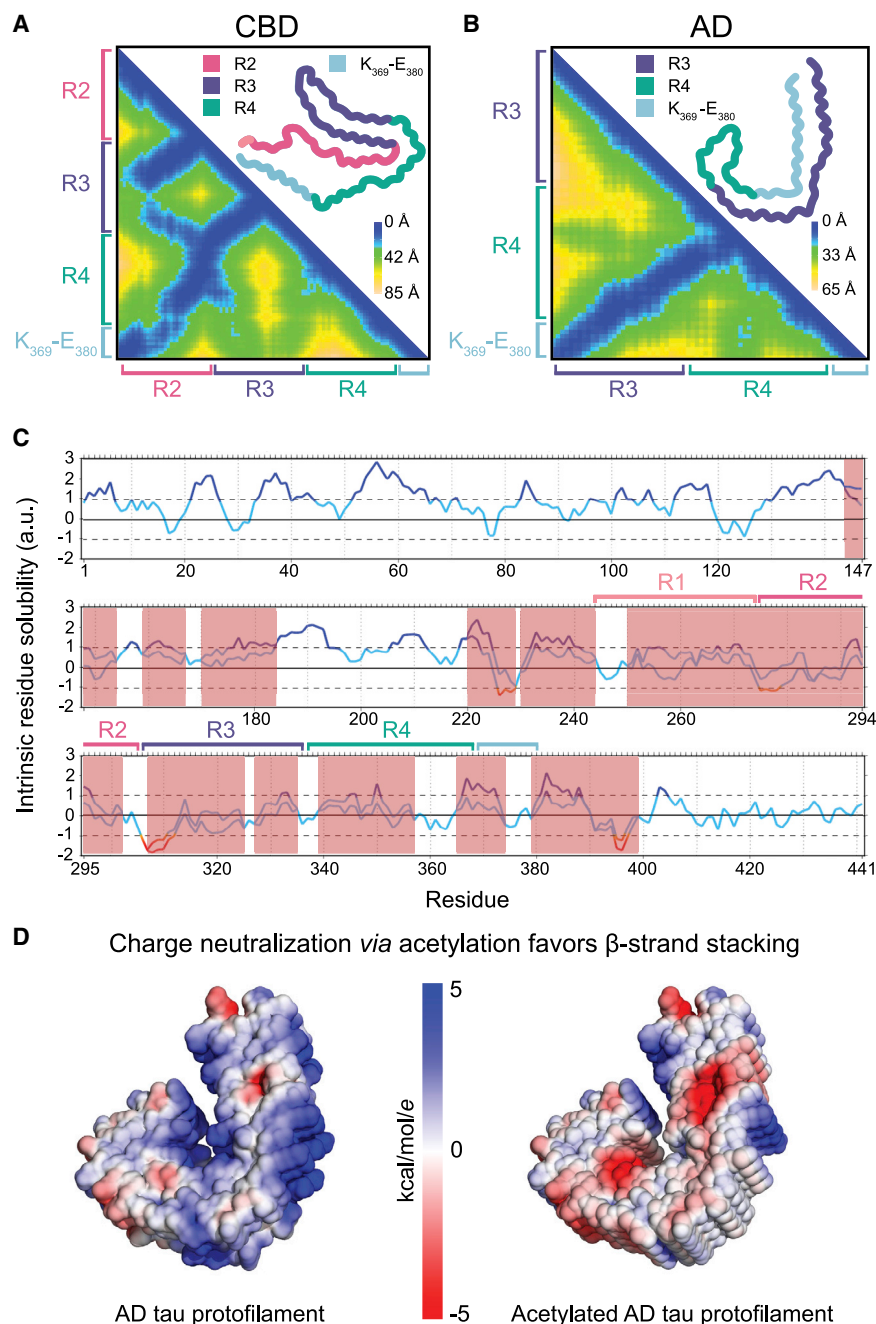 A
CBD
R2
R3
R4
K369-E380
R2
R3
R4
K369-E380
0 Å
42 Å
85 Å
R2
R3
R4
B
AD
R3
R4
K369-E380
R3
R4
K369-E380
0 Å
33 Å
65 Å
R3
R4
C
Intrinsic residue solubility (a.u.)
3
2
1
0
-1
-2
1 20 40 60 80 100 120 147
R1 R2
3
2
1
0
-1
-2
180 200 220 240 260 294
R2 R3 R4
3
2
1
0
-1
-2
295 320 340 360 380 400 420 441
Residue
D
Charge neutralization via acetylation favors β-strand stacking
5
0
-5
kcal/mol/e
AD tau protofilament
Acetylated AD tau protofilament